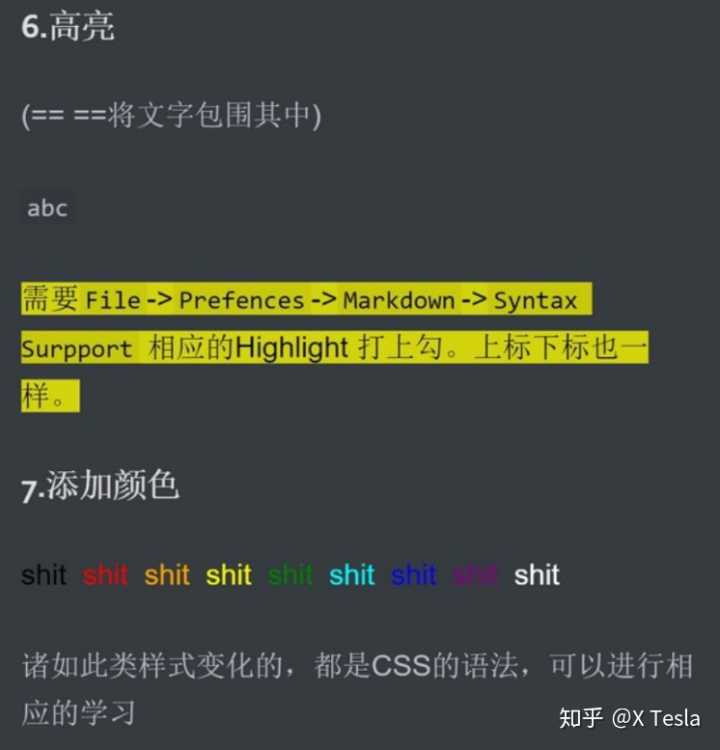 6.高亮
(== ==将文字包围其中)
abc
需要 File -> Prefences -> Markdown -> Syntax
Surpport 相应的Highlight 打上勾。上标下标也一
样。
7.添加颜色
shit shit shit shit shit shit shit shit shit
诸如此类样式变化的，都是CSS的语法，可以进行相
应的学习
知乎 @X Tesla